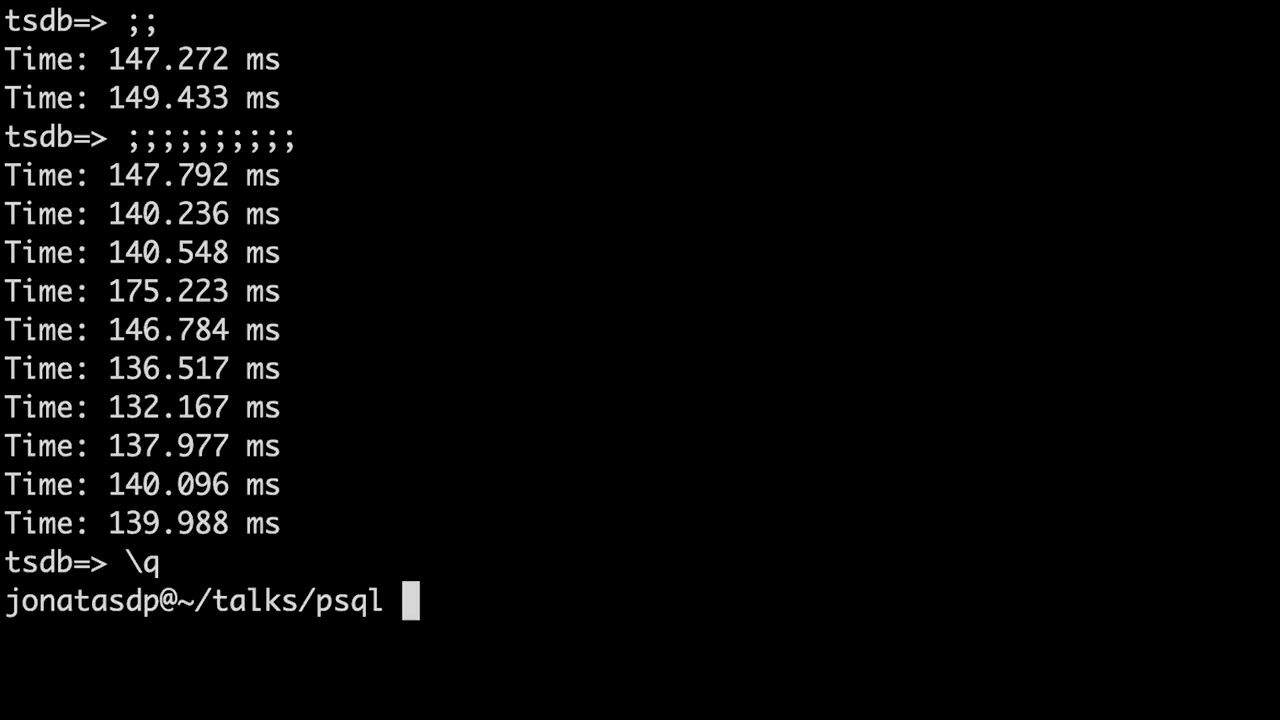 tsdb=> ;;
Time: 147.272 ms
Time: 149.433 ms
tsdb=> ;;;;;;;;;;
Time: 147.792 ms
Time: 140.236 ms
Time: 140.548 ms
Time: 175.223 ms
Time: 146.784 ms
Time: 136.517 ms
Time: 132.167 ms
Time: 137.977 ms
Time: 140.096 ms
Time: 139.988 ms
tsdb=> \q
jonatasdp@~/talks/psql